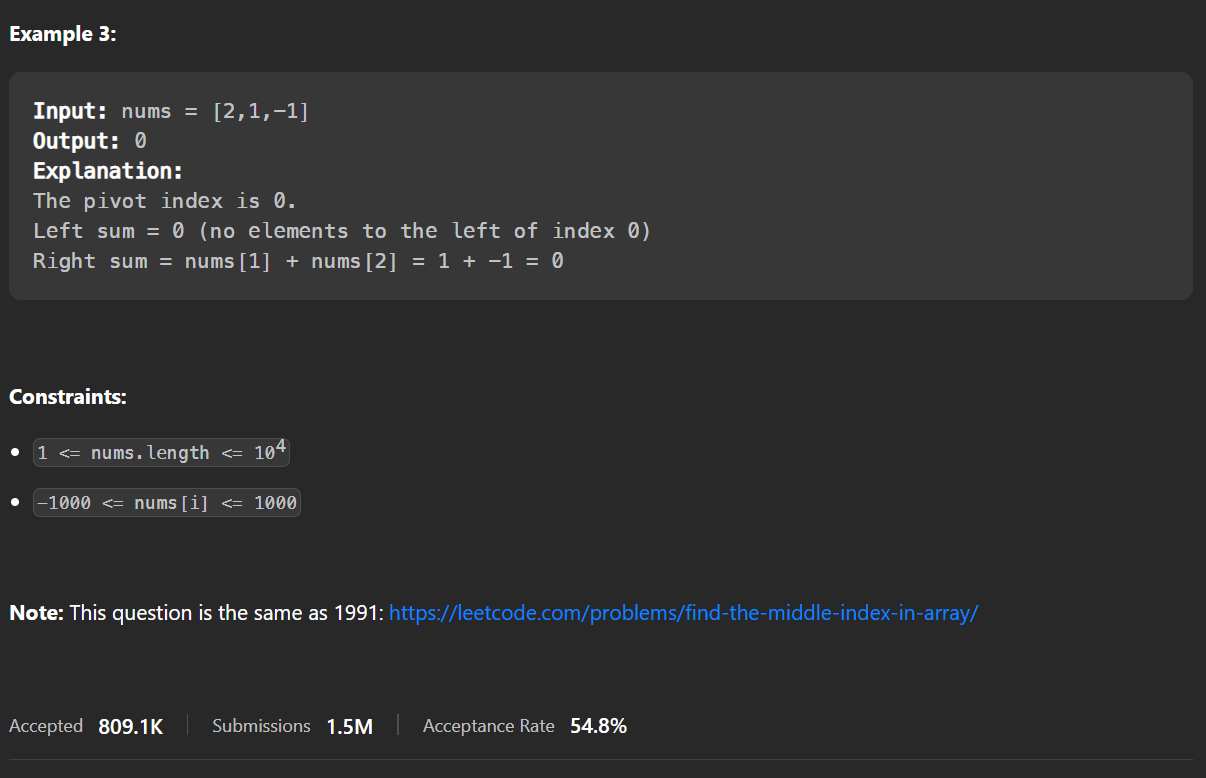 Example 3:
Input: nums = [2,1,−1]
Output: 0
Explanation:
The pivot index is 0.
Left sum = 0 (no elements to the left of index 0)
Right sum = nums[1] + nums[2] = 1 + −1 = 0
Constraints:
• 1 <= nums.length <= 10⁴
• −1000 <= nums[i] <= 1000
Note: This question is the same as 1991: https://leetcode.com/problems/find-the-middle-index-in-array/
Accepted 809.1K | Submissions 1.5M | Acceptance Rate 54.8%